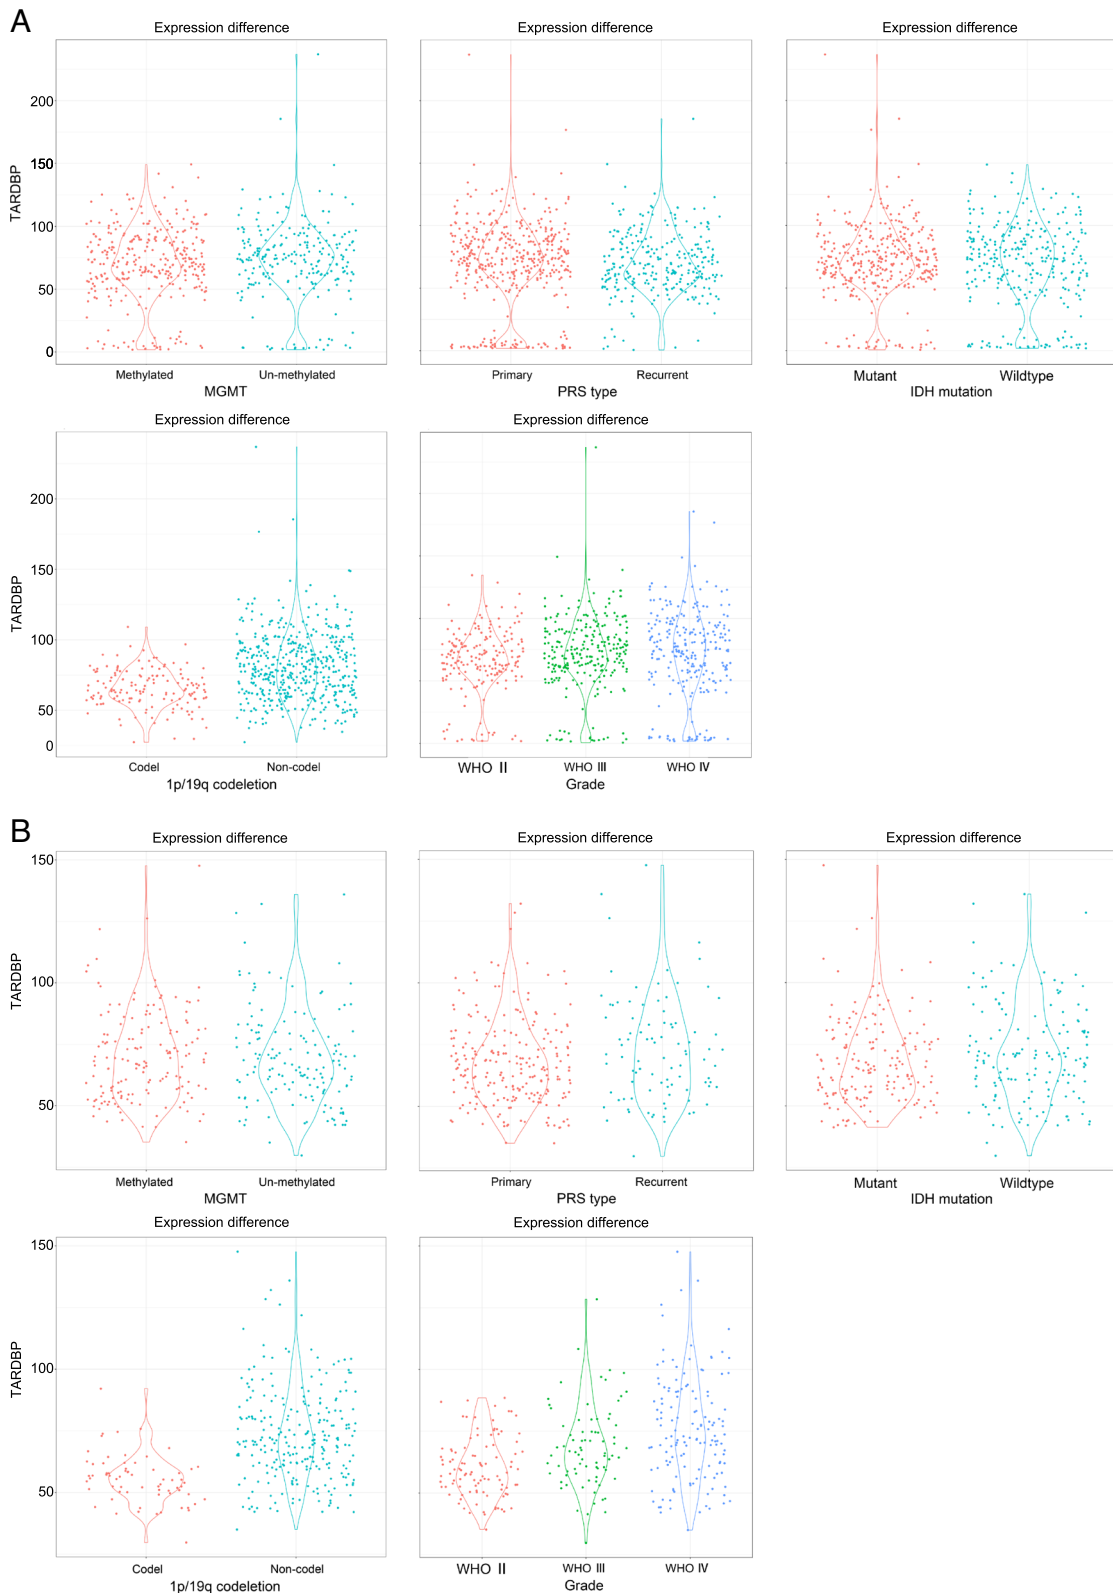 A
Expression difference
Expression difference
Expression difference
TARDBP
200
150
100
50
0
Methylated
Un-methylated
MGMT
Primary
Recurrent
PRS type
Mutant
Wildtype
IDH mutation
Expression difference
Expression difference
TARDBP
200
150
100
50
0
Codel
Non-codel
1p/19q codeletion
WHO II
WHO III
WHO IV
Grade
B
Expression difference
Expression difference
Expression difference
TARDBP
150
100
50
Methylated
Un-methylated
MGMT
Primary
Recurrent
PRS type
Mutant
Wildtype
IDH mutation
Expression difference
Expression difference
TARDBP
150
100
50
Codel
Non-codel
1p/19q codeletion
WHO II
WHO III
WHO IV
Grade